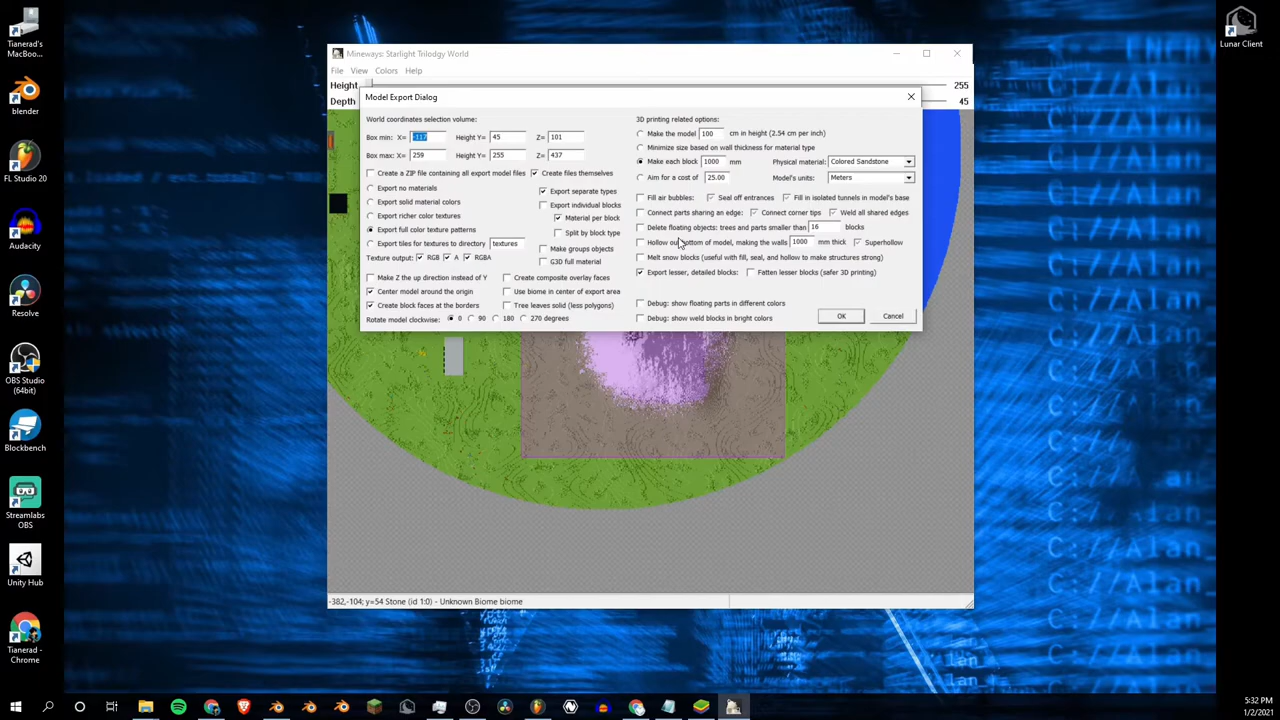 Tianerad's
MacBoo...
blender
FL Studio 20
Audacity
DaVinci
Resolve
OBS Studio
(64bit)
Blockbench
Streamlabs
OBS
Unity Hub
Tianerad -
Chrome
Lunar Client
Mineways: Starlight Trilodgy World
File View Colors Help
Height 255
Depth 45
Model Export Dialog
World coordinates selection volume:
Box min: X= -117 Height Y= 45 Z= 101
Box max: X= 259 Height Y= 255 Z= 437
Create a ZIP file containing all export model files
Create files themselves
Export no materials
Export solid material colors
Export richer color textures
Export full color texture patterns
Export tiles for textures to directory textures
Texture output: RGB A RGBA
Export separate types
Export individual blocks
Material per block
Split by block type
Make groups objects
G3D full material
Make Z the up direction instead of Y
Center model around the origin
Create block faces at the borders
Create composite overlay faces
Use biome in center of export area
Tree leaves solid (less polygons)
Rotate model clockwise: 0 90 180 270 degrees
3D printing related options:
Make the model 100 cm in height (2.54 cm per inch)
Minimize size based on wall thickness for material type
Make each block 1000 mm
Aim for a cost of 25.00
Physical material: Colored Sandstone
Model's units: Meters
Fill air bubbles: Seal off entrances Fill in isolated tunnels in model's base
Connect parts sharing an edge: Connect corner tips Weld all shared edges
Delete floating objects: trees and parts smaller than 16 blocks
Hollow out bottom of model, making the walls 1000 mm thick Superhollow
Melt snow blocks (useful with fill, seal, and hollow to make structures strong)
Export lesser, detailed blocks: Fatten lesser blocks (safer 3D printing)
Debug: show floating parts in different colors
Debug: show weld blocks in bright colors
OK Cancel
-382,-104; y=54 Stone (id 1:0) - Unknown Biome biome
C://Alan
5:32 PM
1/2/2021